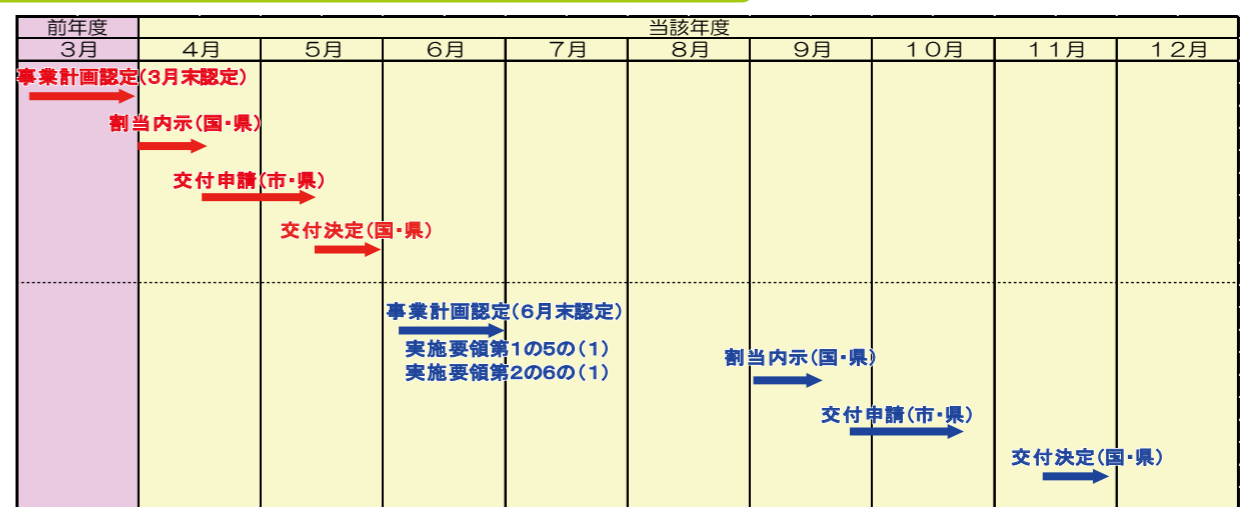 前年度 当該年度
3月 4月 5月 6月 7月 8月 9月 10月 11月 12月
事業計画認定(3月末認定)
割当内示(国・県)
交付申請(市・県)
交付決定(国・県)
事業計画認定(6月末認定)
実施要領第1の5の(1)
実施要領第2の6の(1)
割当内示(国・県)
交付申請(市・県)
交付決定(国・県)